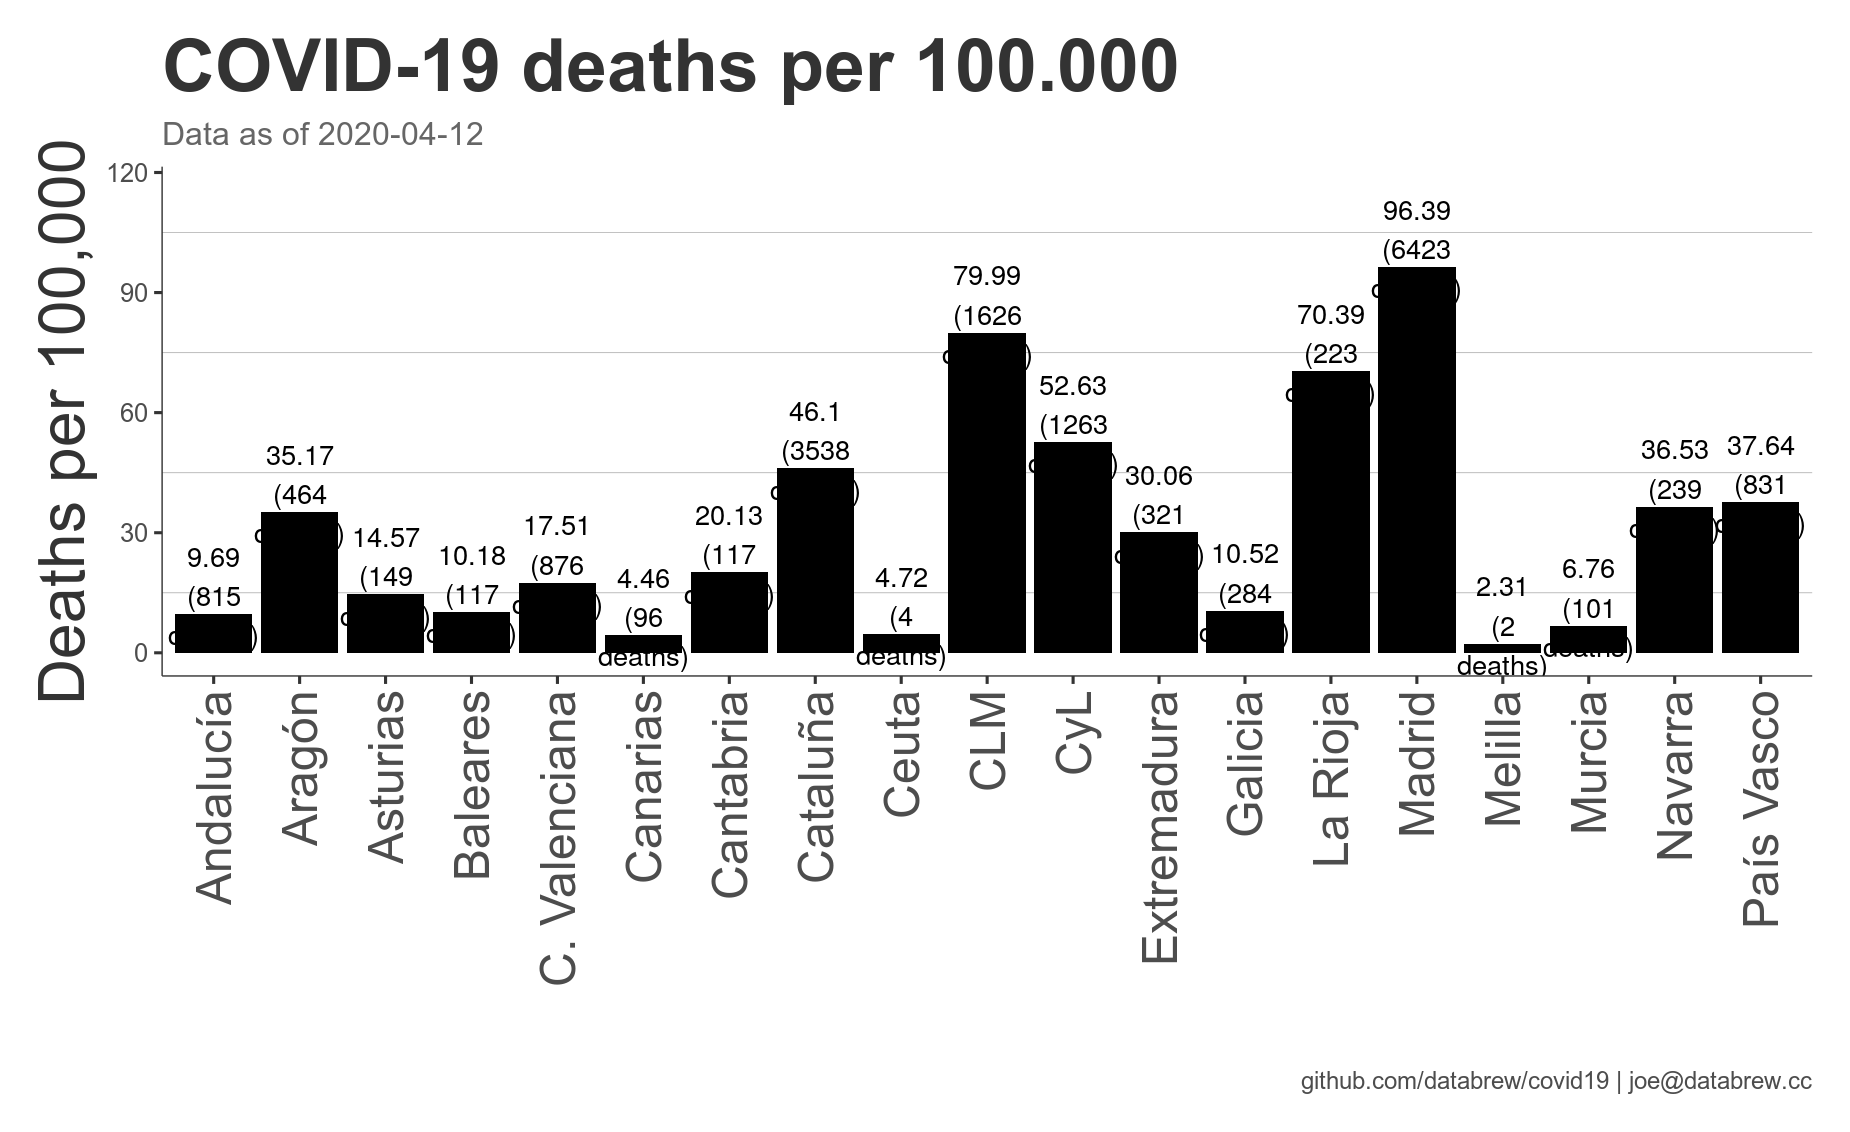 COVID-19 deaths per 100.000
Data as of 2020-04-12
Deaths per 100,000
120
90
60
30
0
9.69
(815
35.17
(464
14.57
(149
10.18
(117
17.51
(876
4.46
(96
deaths)
20.13
(117
46.1
(3538
4.72
(4
deaths)
79.99
(1626
52.63
(1263
30.06
(321
10.52
(284
70.39
(223
96.39
(6423
2.31
(2
deaths)
6.76
(101
deaths)
36.53
(239
37.64
(831
Andalucía
Aragón
Asturias
Baleares
C. Valenciana
Canarias
Cantabria
Cataluña
Ceuta
CLM
CyL
Extremadura
Galicia
La Rioja
Madrid
Melilla
Murcia
Navarra
País Vasco
github.com/databrew/covid19 | joe@databrew.cc